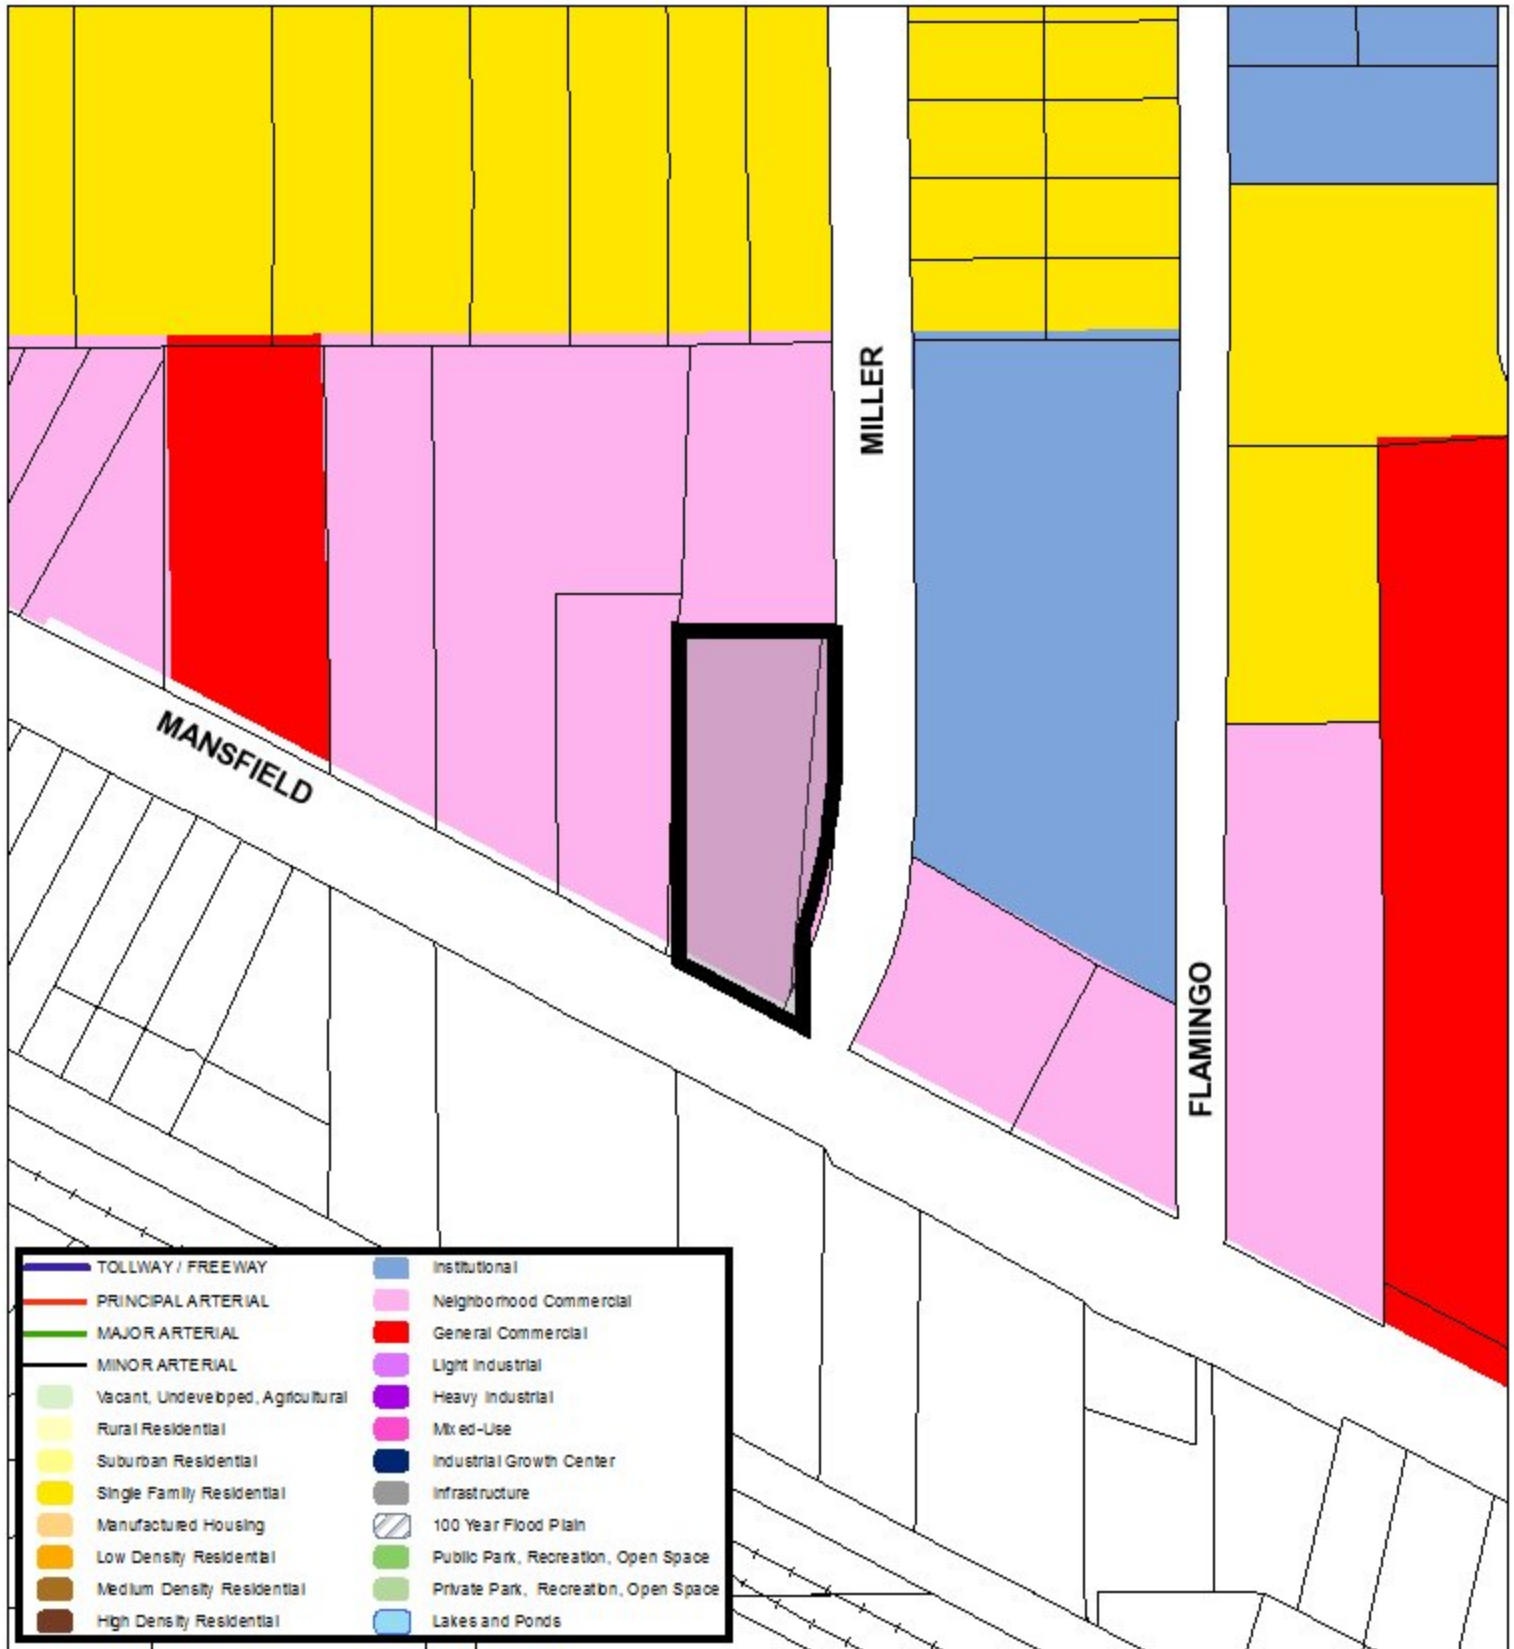 MILLER
MANSFIELD
FLAMINGO
TOLLWAY / FREEWAY
PRINCIPAL ARTERIAL
MAJOR ARTERIAL
MINOR ARTERIAL
Vacant, Undeveloped, Agricultural
Rural Residential
Suburban Residential
Single Family Residential
Manufactured Housing
Low Density Residential
Medium Density Residential
High Density Residential
Institutional
Neighborhood Commercial
General Commercial
Light Industrial
Heavy Industrial
Mixed-Use
Industrial Growth Center
Infrastructure
100 Year Flood Plain
Public Park, Recreation, Open Space
Private Park, Recreation, Open Space
Lakes and Ponds